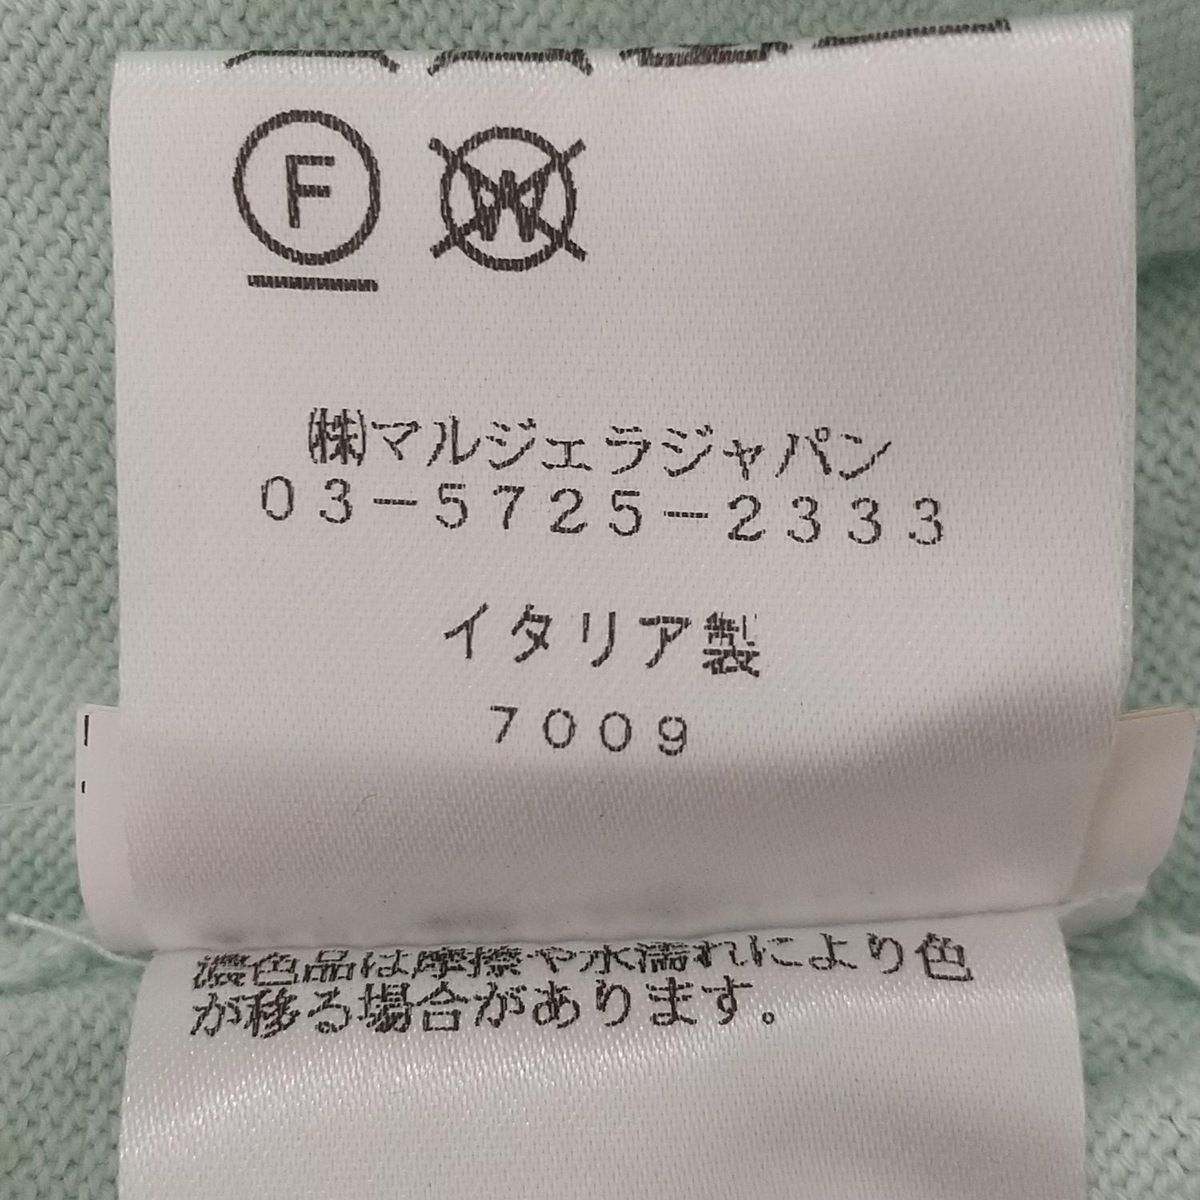 F W
㈱マルジェラジャパン
03-5725-2333
イタリア製
7009
濃色品は摩擦や水濡れにより色
が移る場合があります。